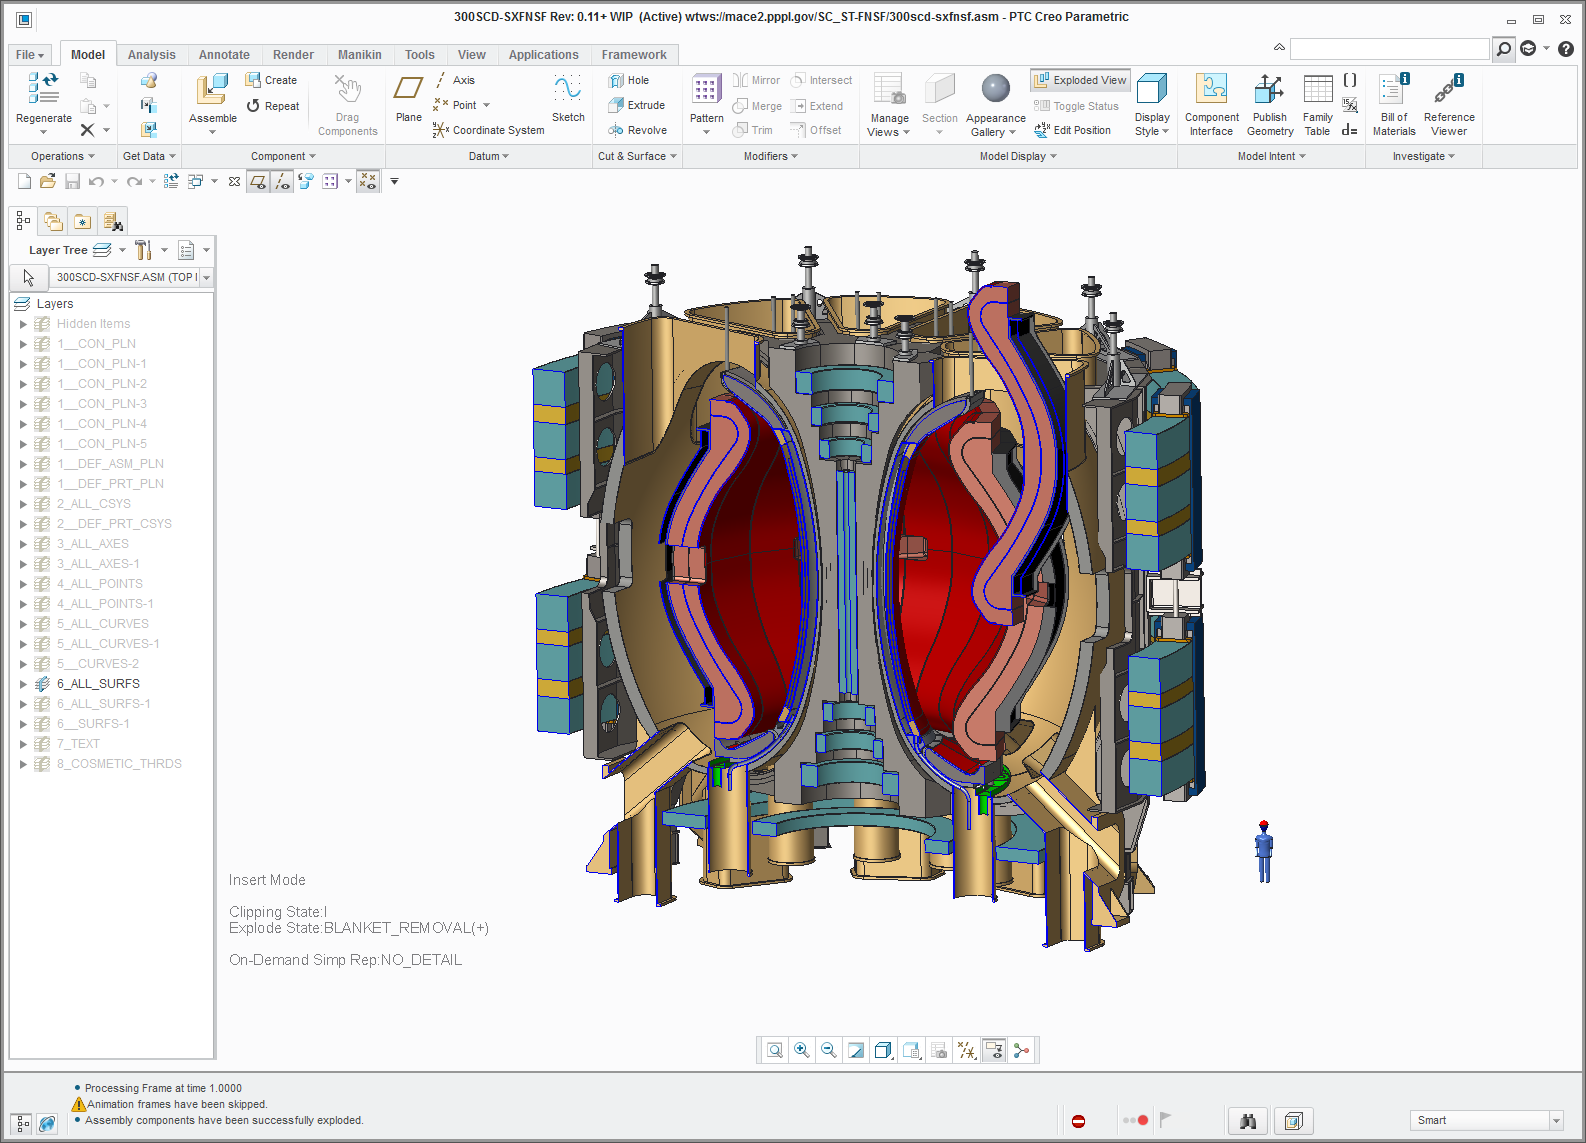 300SCD-SXFNSF Rev: 0.11+ WIP (Active) wtws://mace2.pppl.gov/SC_ST-FNSF/300scd-sxfnsf.asm - PTC Creo Parametric
File Model Analysis Annotate Render Manikin Tools View Applications Framework
Regenerate
Assemble
Create
Repeat
Drag
Components
Plane
Axis
Point
Coordinate System
Sketch
Hole
Extrude
Revolve
Pattern
Mirror
Merge
Trim
Intersect
Extend
Offset
Manage
Views
Section
Appearance
Gallery
Exploded View
Toggle Status
Edit Position
Display
Style
Component
Interface
Publish
Geometry
Family
Table
d=
Bill of
Materials
Reference
Viewer
Operations Get Data Component Datum Cut & Surface Modifiers Model Display Model Intent Investigate
Layer Tree
300SCD-SXFNSF.ASM (TOP I
Layers
Hidden Items
1__CON_PLN
1__CON_PLN-1
1__CON_PLN-2
1__CON_PLN-3
1__CON_PLN-4
1__CON_PLN-5
1__DEF_ASM_PLN
1__DEF_PRT_PLN
2_ALL_CSYS
2__DEF_PRT_CSYS
3_ALL_AXES
3_ALL_AXES-1
4_ALL_POINTS
4_ALL_POINTS-1
5_ALL_CURVES
5_ALL_CURVES-1
5__CURVES-2
6_ALL_SURFS
6_ALL_SURFS-1
6__SURFS-1
7_TEXT
8_COSMETIC_THRDS
Insert Mode
Clipping State:I
Explode State:BLANKET_REMOVAL(+)
On-Demand Simp Rep:NO_DETAIL
Processing Frame at time 1.0000
Animation frames have been skipped.
Assembly components have been successfully exploded.
Smart